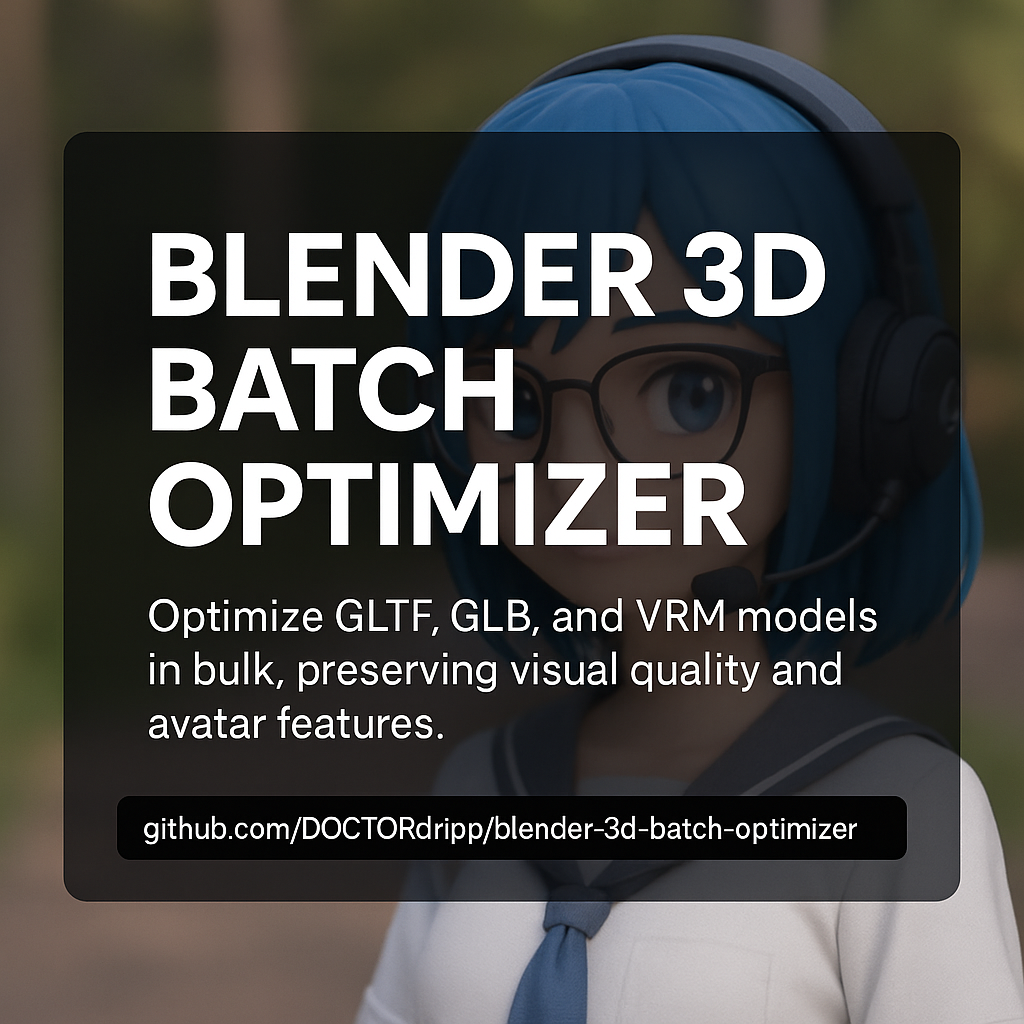 BLENDER 3D
BATCH
OPTIMIZER
Optimize GLTF, GLB, and VRM models
in bulk, preserving visual quality and
avatar features.
github.com/DOCTORdripp/blender-3d-batch-optimizer